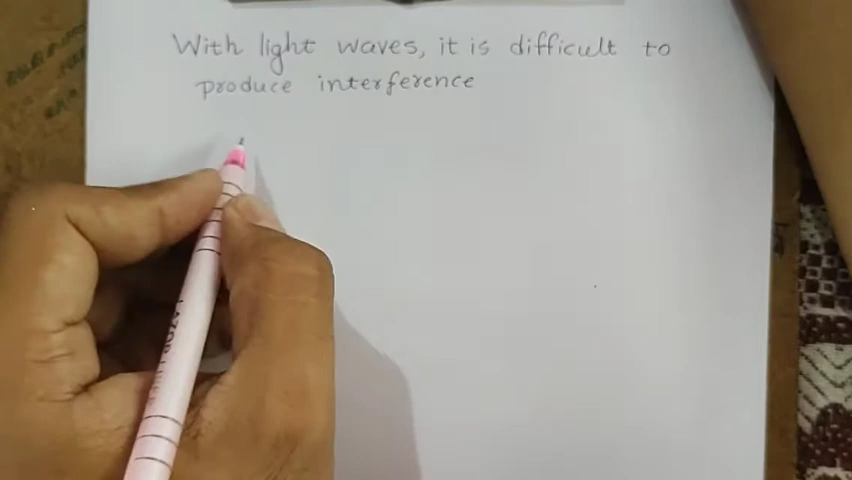 With light waves, it is difficult to
produce interference